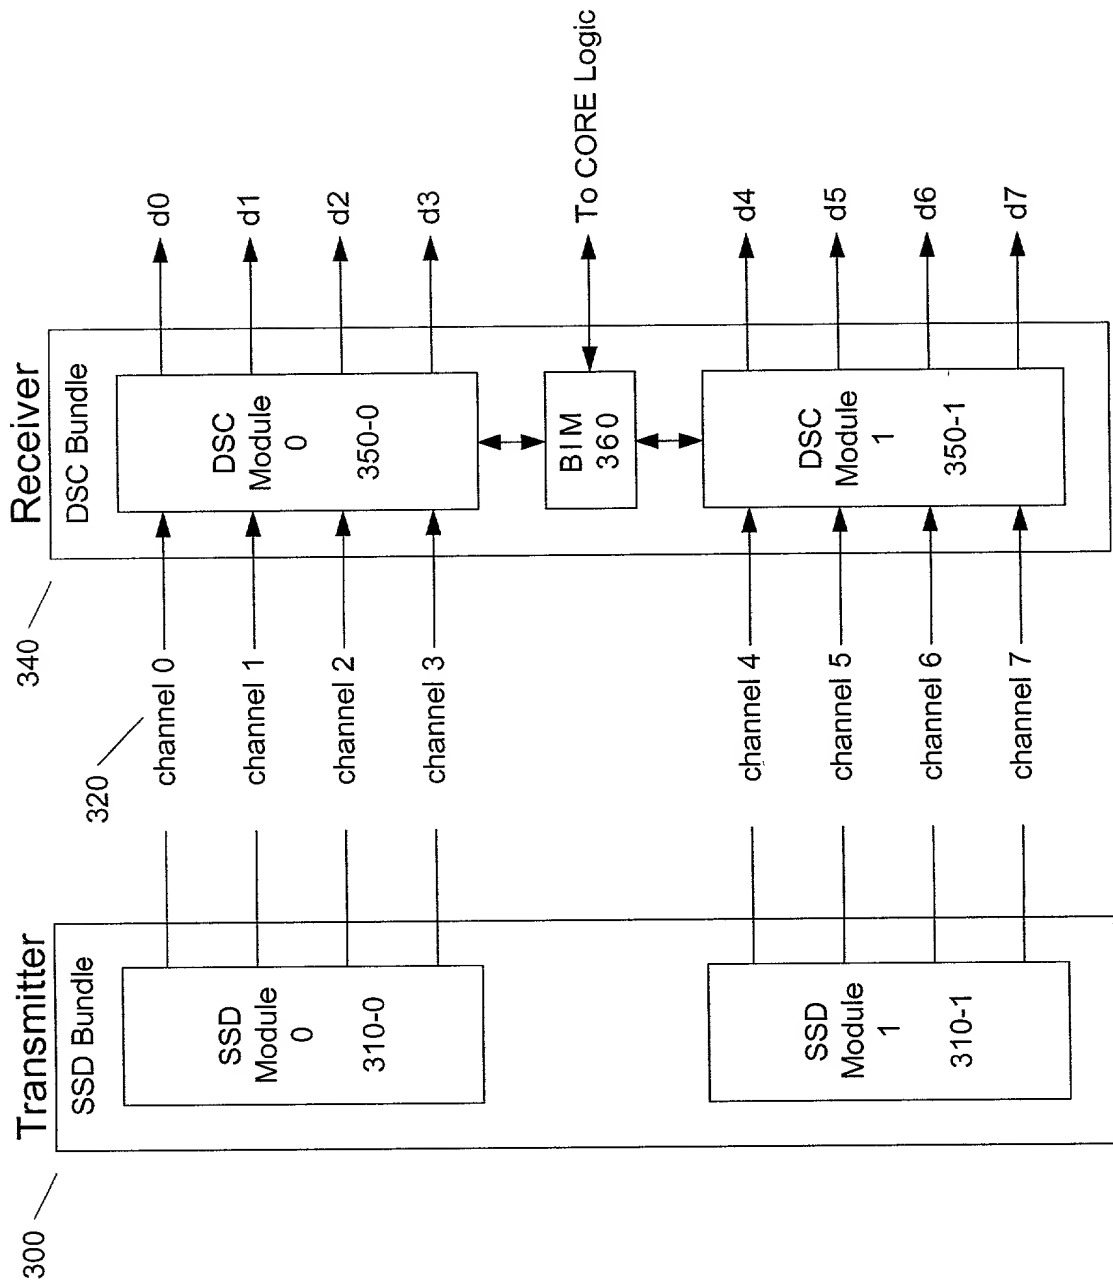 Transmitter
300
SSD Bundle
SSD
Module
0
310-0
SSD
Module
1
310-1
320
channel 0
channel 1
channel 2
channel 3
channel 4
channel 5
channel 6
channel 7
Receiver
340
DSC Bundle
DSC
Module
0
350-0
BIM
360
DSC
Module
1
350-1
d0
d1
d2
d3
To CORE Logic
d4
d5
d6
d7